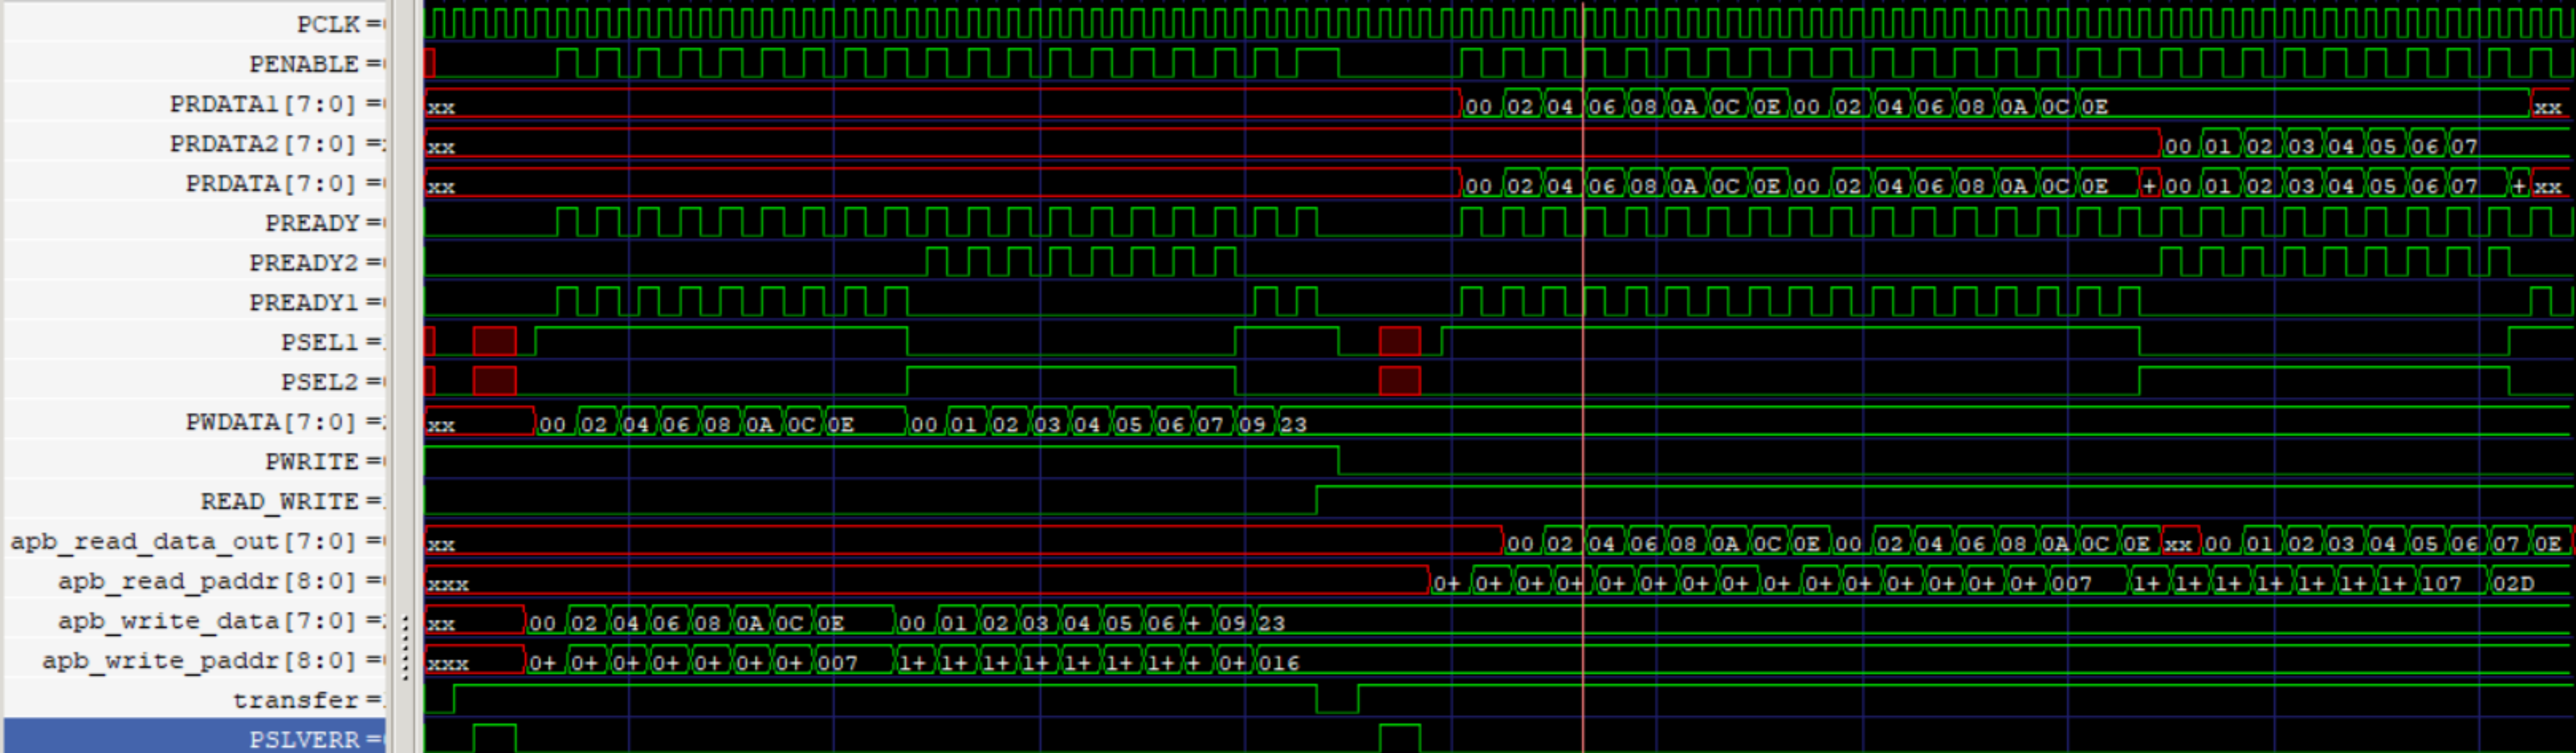 PCLK =
PENABLE =
PRDATA1[7:0] = xx 00 02 04 06 08 0A 0C 0E 00 02 04 06 08 0A 0C 0E xx
PRDATA2[7:0] = xx 00 01 02 03 04 05 06 07
PRDATA[7:0] = xx 00 02 04 06 08 0A 0C 0E 00 02 04 06 08 0A 0C 0E + 00 01 02 03 04 05 06 07 + xx
PREADY =
PREADY2 =
PREADY1 =
PSEL1 =
PSEL2 =
PWDATA[7:0] = xx 00 02 04 06 08 0A 0C 0E 00 01 02 03 04 05 06 07 09 23
PWRITE =
READ_WRITE =
apb_read_data_out[7:0] = xx 00 02 04 06 08 0A 0C 0E 00 02 04 06 08 0A 0C 0E xx 00 01 02 03 04 05 06 07 0E
apb_read_paddr[8:0] = xxx 0+ 0+ 0+ 0+ 0+ 0+ 0+ 0+ 0+ 0+ 0+ 0+ 0+ 0+ 0+ 007 1+ 1+ 1+ 1+ 1+ 1+ 1+ 107 02D
apb_write_data[7:0] = xx 00 02 04 06 08 0A 0C 0E 00 01 02 03 04 05 06 + 09 23
apb_write_paddr[8:0] = xxx 0+ 0+ 0+ 0+ 0+ 0+ 0+ 007 1+ 1+ 1+ 1+ 1+ 1+ 1+ + 0+ 016
transfer =
PSLVERR =